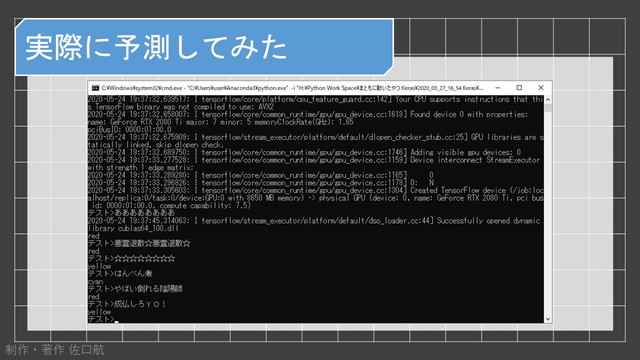 実際に予測してみた
C:¥Windows¥system32¥cmd.exe - "C:¥Users¥user¥Anaconda3¥python.exe" -i "H:¥Python Work Space¥まともに動いたやつ Keras¥2020_03_27_16_54 Keras¥...
2020-05-24 19:37:32.639517: I tensorflow/core/platform/cpu_feature_guard.cc:142] Your CPU supports instructions that thi
s TensorFlow binary was not compiled to use: AVX2
2020-05-24 19:37:32.658007: I tensorflow/core/common_runtime/gpu/gpu_device.cc:1618] Found device 0 with properties:
name: GeForce RTX 2080 Ti major: 7 minor: 5 memoryClockRate(GHz): 1.65
pciBusID: 0000:01:00.0
2020-05-24 19:37:32.675909: I tensorflow/stream_executor/platform/default/dlopen_checker_stub.cc:25] GPU libraries are s
tatically linked, skip dlopen check.
2020-05-24 19:37:32.689750: I tensorflow/core/common_runtime/gpu/gpu_device.cc:1746] Adding visible gpu devices: 0
2020-05-24 19:37:33.277528: I tensorflow/core/common_runtime/gpu/gpu_device.cc:1159] Device interconnect StreamExecutor
with strength 1 edge matrix:
2020-05-24 19:37:33.289280: I tensorflow/core/common_runtime/gpu/gpu_device.cc:1165] 0
2020-05-24 19:37:33.296826: I tensorflow/core/common_runtime/gpu/gpu_device.cc:1178] 0: N
2020-05-24 19:37:33.305603: I tensorflow/core/common_runtime/gpu/gpu_device.cc:1304] Created TensorFlow device (/job:loc
alhost/replica:0/task:0/device:GPU:0 with 8650 MB memory) -> physical GPU (device: 0, name: GeForce RTX 2080 Ti, pci bus
id: 0000:01:00.0, compute capability: 7.5)
テスト>ああああああああ
2020-05-24 19:37:45.314063: I tensorflow/stream_executor/platform/default/dso_loader.cc:44] Successfully opened dynamic
library cublas64_100.dll
red
テスト>悪霊退散☆悪霊退散☆
red
テスト>☆☆☆☆☆☆☆☆
yellow
テスト>はんぺん煮
cyan
テスト>やばい倒れる陰陽師
red
テスト>成仏しろＹＯ！
yellow
テスト>
制作・著作 佐口航